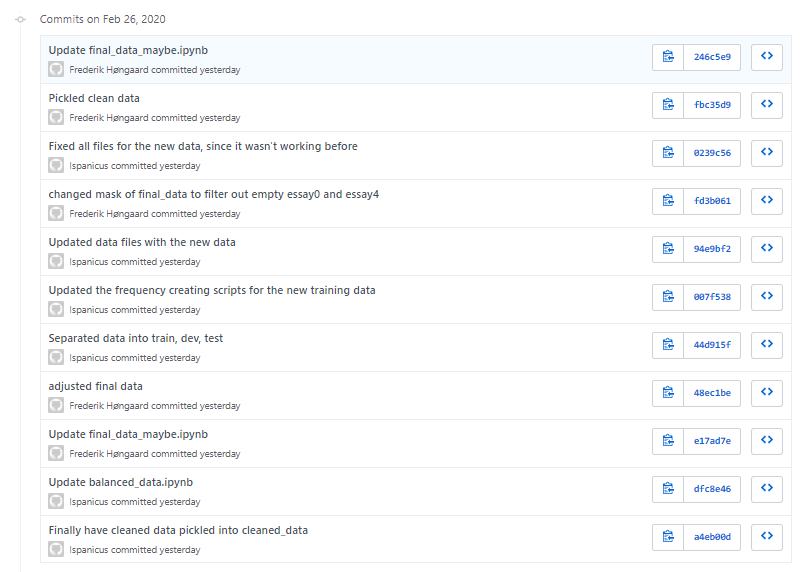 Commits on Feb 26, 2020
Update final_data_maybe.ipynb
Frederik Høngaard committed yesterday
246c5e9
Pickled clean data
Frederik Høngaard committed yesterday
fbc35d9
Fixed all files for the new data, since it wasn't working before
Ispanicus committed yesterday
0239c56
changed mask of final_data to filter out empty essay0 and essay4
Frederik Høngaard committed yesterday
fd3b061
Updated data files with the new data
Ispanicus committed yesterday
94e9bf2
Updated the frequency creating scripts for the new training data
Ispanicus committed yesterday
007f538
Separated data into train, dev, test
Ispanicus committed yesterday
44d915f
adjusted final data
Frederik Høngaard committed yesterday
48ec1be
Update final_data_maybe.ipynb
Frederik Høngaard committed yesterday
e17ad7e
Update balanced_data.ipynb
Ispanicus committed yesterday
dfc8e46
Finally have cleaned data pickled into cleaned_data
Ispanicus committed yesterday
a4eb00d